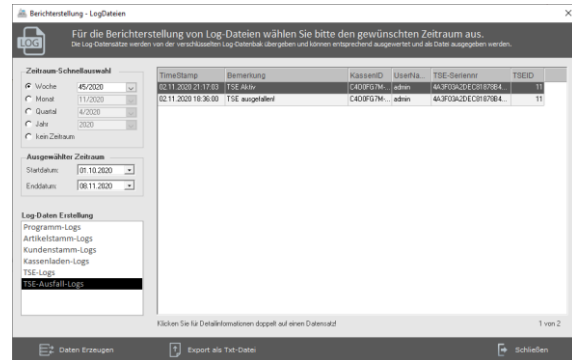 Berichterstellung - LogDateien
LOG
Für die Berichterstellung von Log-Dateien wählen Sie bitte den gewünschten Zeitraum aus.
Die Log-Datensätze werden von der verschlüsselten Log-Datenbak übergeben und können entsprechend ausgewertet und als Datei ausgegeben werden.
Zeitraum-Schnellauswahl
Woche 45/2020
Monat 11/2020
Quartal 4/2020
Jahr 2020
kein Zeitraum
Ausgewählter Zeitraum
Startdatum: 01.10.2020
Enddatum: 08.11.2020
Log-Daten Erstellung
Programm-Logs
Artikelstamm-Logs
Kundenstamm-Logs
Kassenladen-Logs
TSE-Logs
TSE-Ausfall-Logs
TimeStamp Bemerkung KassenID UserNa... TSE-Seriennr TSEID
02.11.2020 21:17:03 TSE Aktiv admin 11
02.11.2020 18:36:00 TSE ausgefallen! admin 11
Klicken Sie für Detailinformationen doppelt auf einen Datensatz!
1 von 2
Daten Erzeugen
Export als Txt-Datei
Schließen